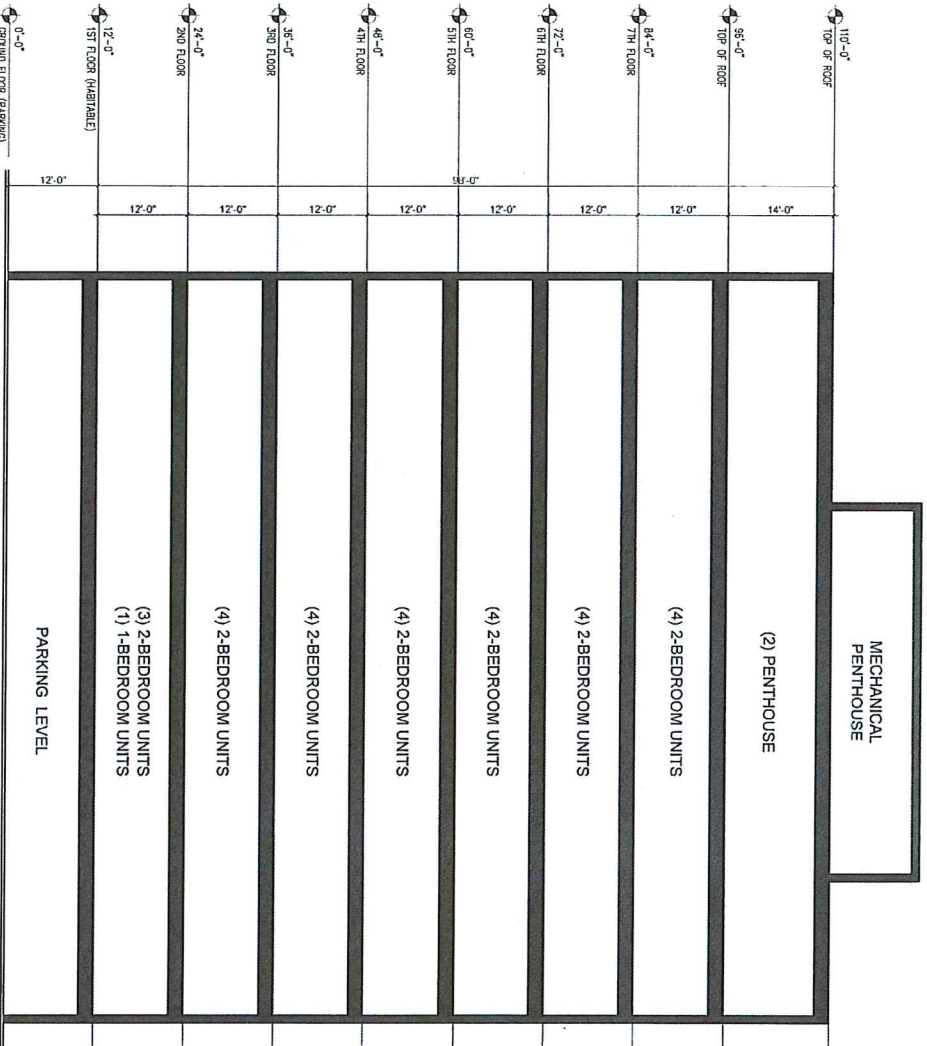 110'-0"
TOP OF ROOF
96'-0"
TOP OF ROOF
84'-0"
7TH FLOOR
72'-0"
6TH FLOOR
60'-0"
5TH FLOOR
48'-0"
4TH FLOOR
36'-0"
3RD FLOOR
24'-0"
2ND FLOOR
12'-0"
1ST FLOOR (HABITABLE)
0'-0"
GROUND FLOOR (PARKING)
98'-0"
12'-0"
14'-0"
12'-0"
12'-0"
12'-0"
12'-0"
12'-0"
12'-0"
12'-0"
MECHANICAL
PENTHOUSE
(2) PENTHOUSE
(4) 2-BEDROOM UNITS
(4) 2-BEDROOM UNITS
(4) 2-BEDROOM UNITS
(4) 2-BEDROOM UNITS
(4) 2-BEDROOM UNITS
(4) 2-BEDROOM UNITS
(3) 2-BEDROOM UNITS
(1) 1-BEDROOM UNITS
PARKING LEVEL